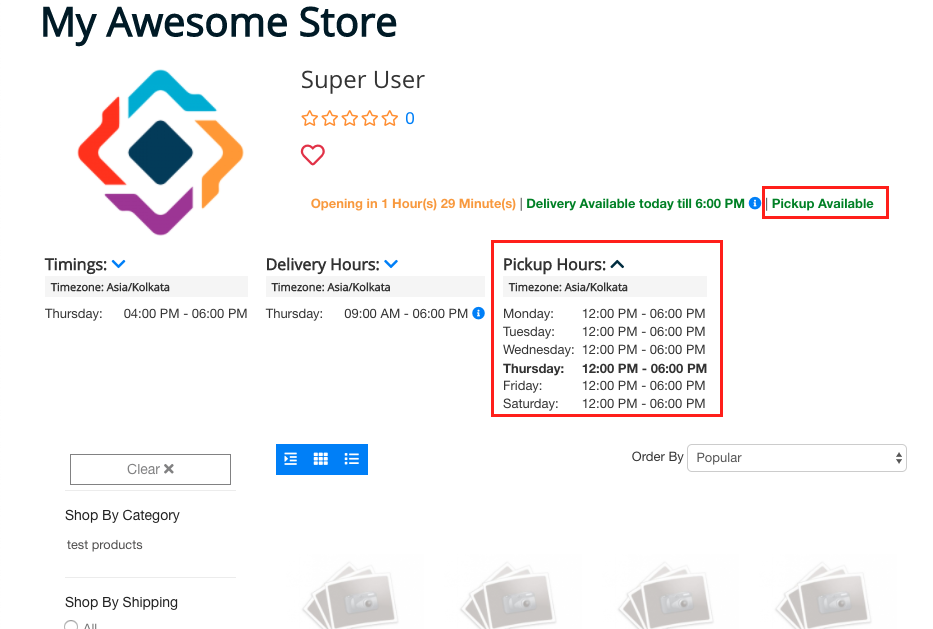 My Awesome Store
Super User
0
Opening in 1 Hour(s) 29 Minute(s) | Delivery Available today till 6:00 PM i | Pickup Available
Timings:
Timezone: Asia/Kolkata
Thursday: 04:00 PM - 06:00 PM
Delivery Hours:
Timezone: Asia/Kolkata
Thursday: 09:00 AM - 06:00 PM i
Pickup Hours:
Timezone: Asia/Kolkata
Monday: 12:00 PM - 06:00 PM
Tuesday: 12:00 PM - 06:00 PM
Wednesday: 12:00 PM - 06:00 PM
Thursday: 12:00 PM - 06:00 PM
Friday: 12:00 PM - 06:00 PM
Saturday: 12:00 PM - 06:00 PM
Clear ✖
Order By Popular
Shop By Category
test products
Shop By Shipping
All